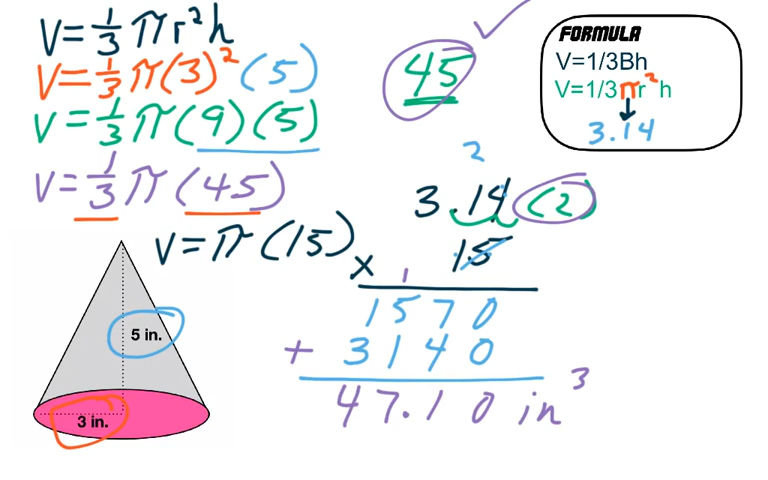 V=1/3 πr²h
V=1/3 π(3)²(5)
V=1/3 π(9)(5)
V=1/3 π(45)
V=π(15)
45
FORMULA
V=1/3Bh
V=1/3πr²h
3.14
2
3.14 (2)
x 15
1
1570
+ 3140
47.10 in³
5 in.
3 in.